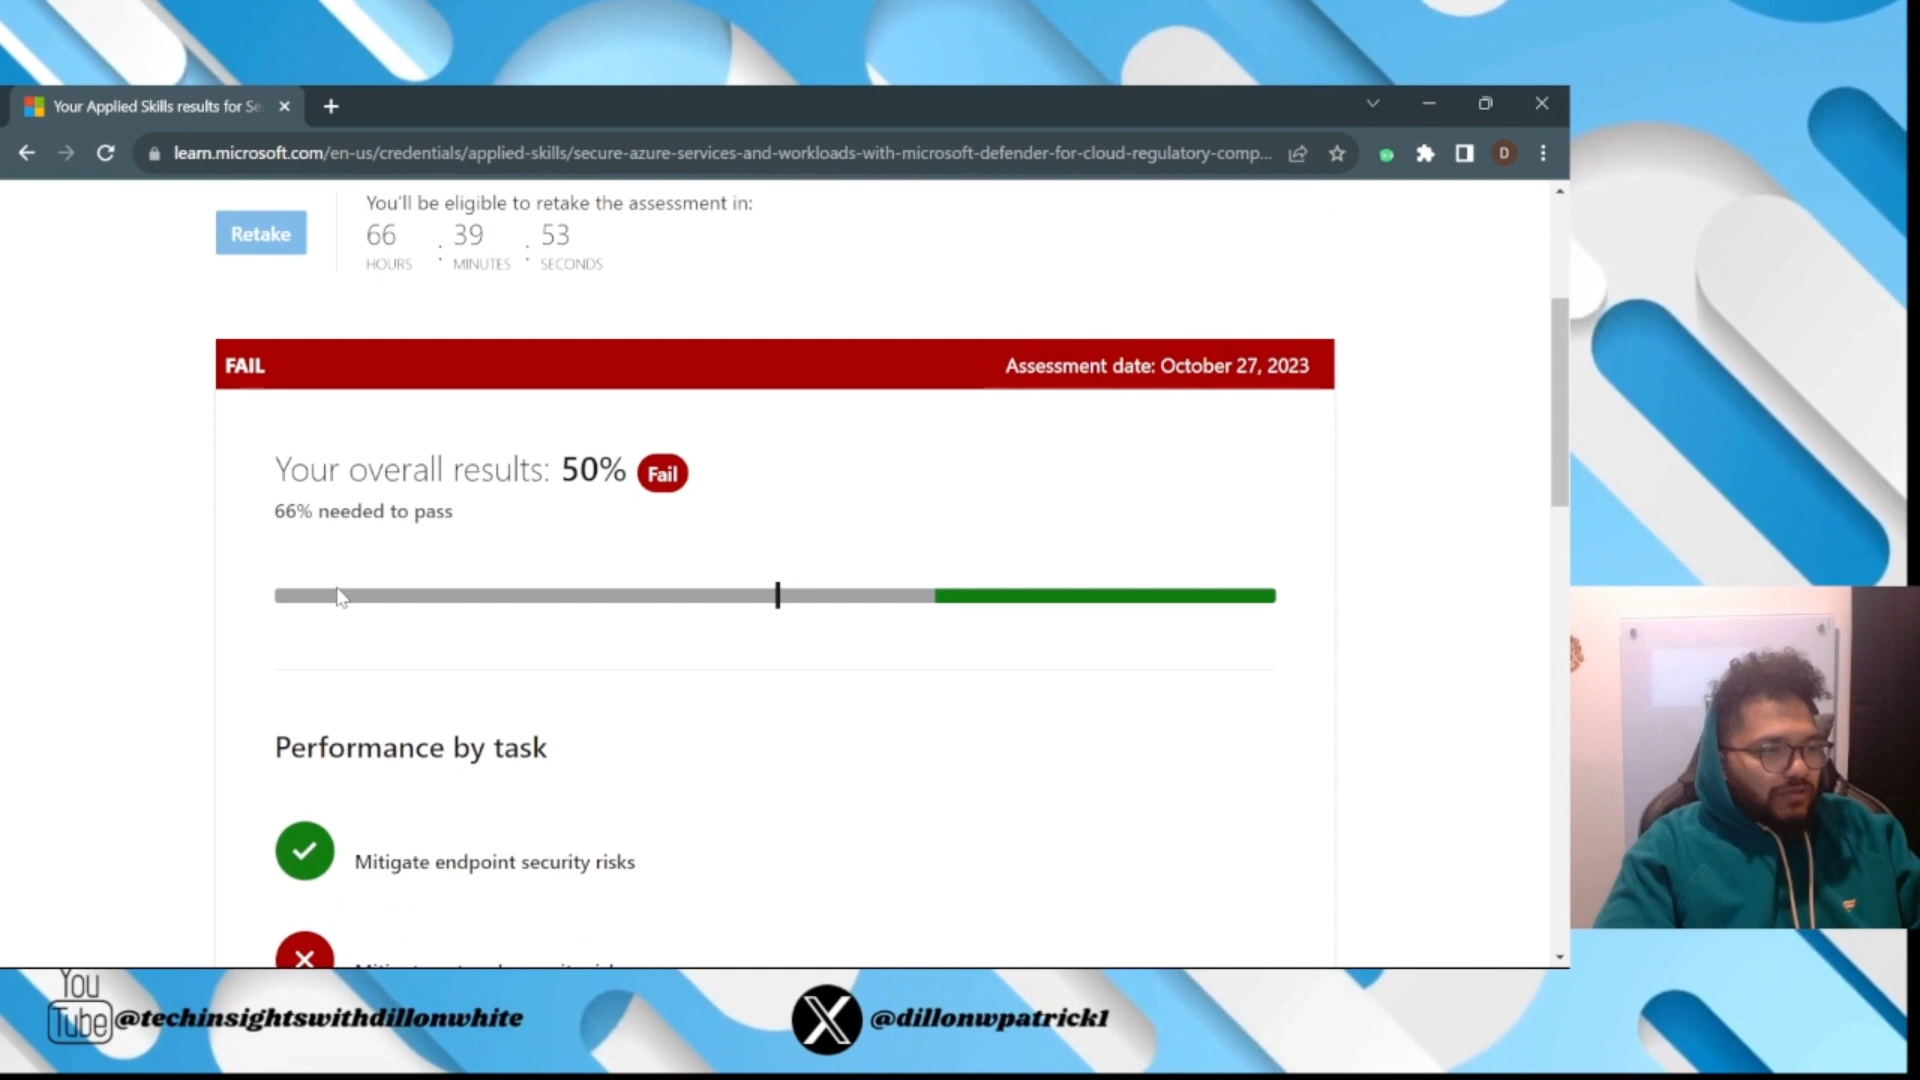 Your Applied Skills results for Se
learn.microsoft.com/en-us/credentials/applied-skills/secure-azure-services-and-workloads-with-microsoft-defender-for-cloud-regulatory-comp...
D
You'll be eligible to retake the assessment in:
Retake
66 : 39 : 53
HOURS MINUTES SECONDS
FAIL Assessment date: October 27, 2023
Your overall results: 50% Fail
66% needed to pass
Performance by task
Mitigate endpoint security risks
You
Tube @techinsightswithdillonwhite
X @dillonwpatrick1